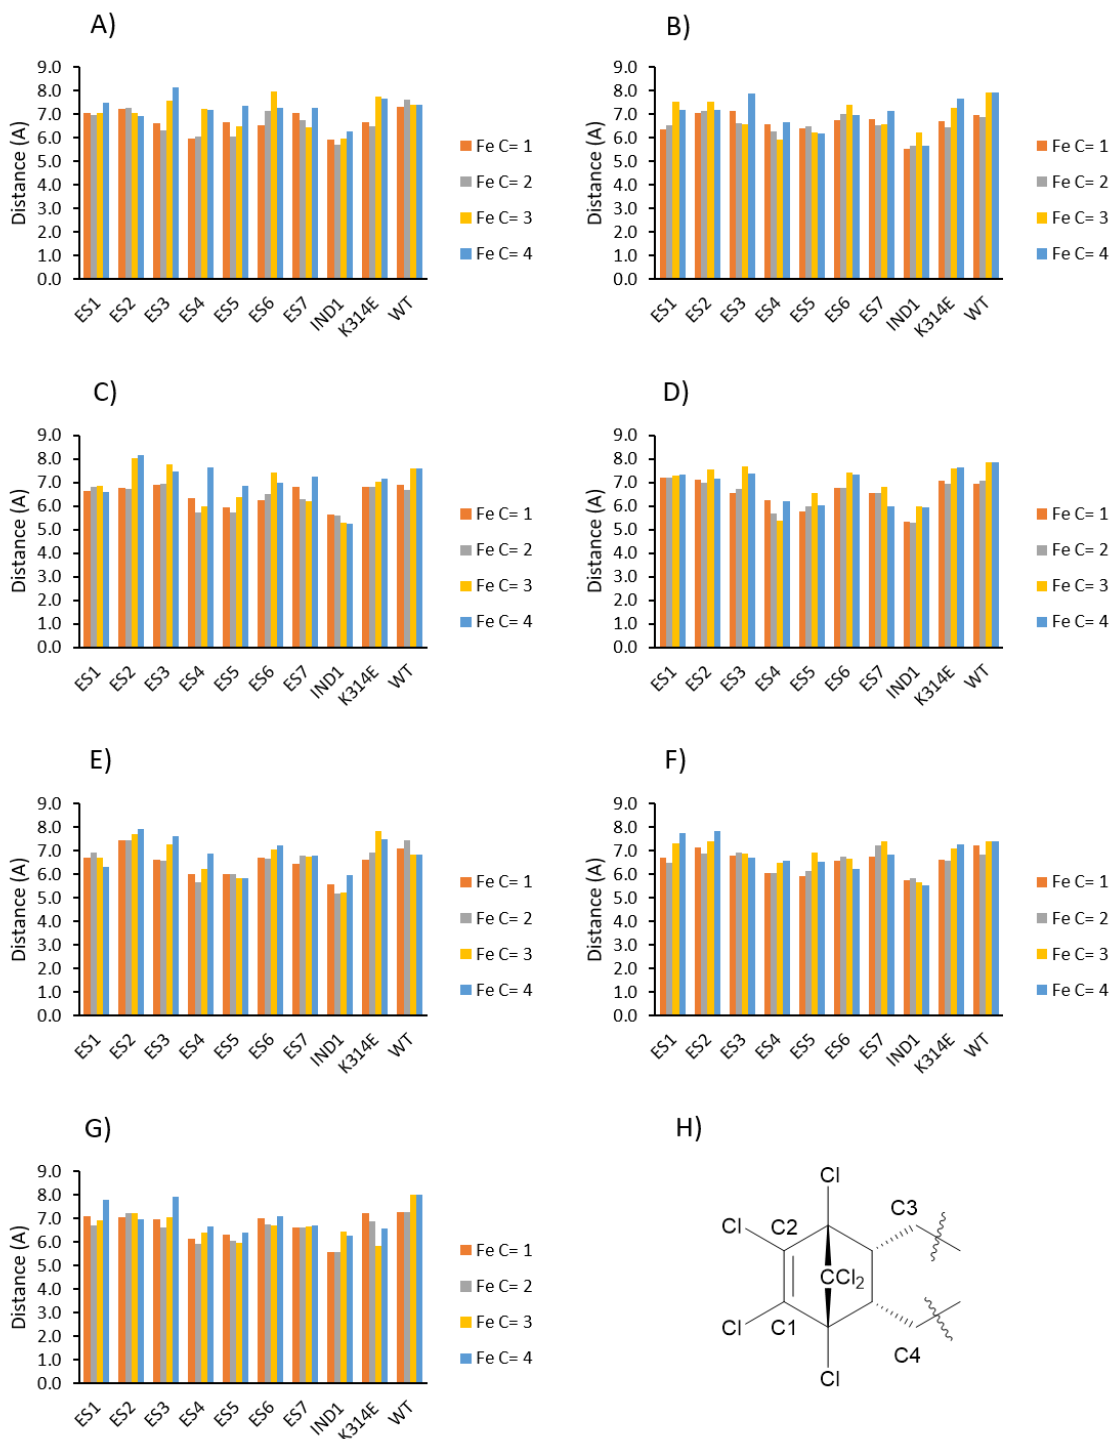 A)
9.0
8.0
7.0
6.0
5.0
4.0
3.0
2.0
1.0
0.0
Distance (A)
ES1 ES2 ES3 ES4 ES5 ES6 ES7 IND1 K314E WT
Fe C= 1
Fe C= 2
Fe C= 3
Fe C= 4
B)
9.0
8.0
7.0
6.0
5.0
4.0
3.0
2.0
1.0
0.0
Distance (A)
ES1 ES2 ES3 ES4 ES5 ES6 ES7 IND1 K314E WT
Fe C= 1
Fe C= 2
Fe C= 3
Fe C= 4
C)
9.0
8.0
7.0
6.0
5.0
4.0
3.0
2.0
1.0
0.0
Distance (A)
ES1 ES2 ES3 ES4 ES5 ES6 ES7 IND1 K314E WT
Fe C= 1
Fe C= 2
Fe C= 3
Fe C= 4
D)
9.0
8.0
7.0
6.0
5.0
4.0
3.0
2.0
1.0
0.0
Distance (A)
ES1 ES2 ES3 ES4 ES5 ES6 ES7 IND1 K314E WT
Fe C= 1
Fe C= 2
Fe C= 3
Fe C= 4
E)
9.0
8.0
7.0
6.0
5.0
4.0
3.0
2.0
1.0
0.0
Distance (A)
ES1 ES2 ES3 ES4 ES5 ES6 ES7 IND1 K314E WT
Fe C= 1
Fe C= 2
Fe C= 3
Fe C= 4
F)
9.0
8.0
7.0
6.0
5.0
4.0
3.0
2.0
1.0
0.0
Distance (A)
ES1 ES2 ES3 ES4 ES5 ES6 ES7 IND1 K314E WT
Fe C= 1
Fe C= 2
Fe C= 3
Fe C= 4
G)
9.0
8.0
7.0
6.0
5.0
4.0
3.0
2.0
1.0
0.0
Distance (A)
ES1 ES2 ES3 ES4 ES5 ES6 ES7 IND1 K314E WT
Fe C= 1
Fe C= 2
Fe C= 3
Fe C= 4
H)
Cl
C3
Cl C2
CCl2
Cl C1
C4
Cl